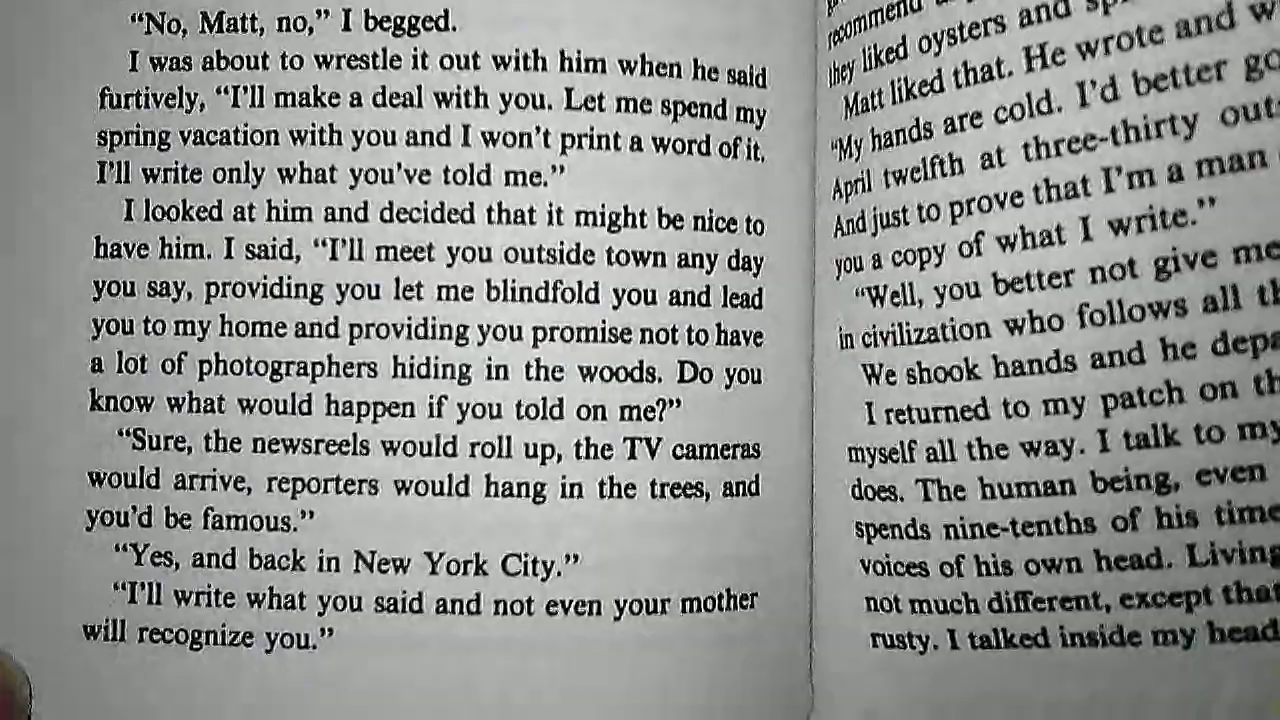 “No, Matt, no,” I begged.
I was about to wrestle it out with him when he said
furtively, “I'll make a deal with you. Let me spend my
spring vacation with you and I won't print a word of it.
I'll write only what you've told me.”
I looked at him and decided that it might be nice to
have him. I said, “I'll meet you outside town any day
you say, providing you let me blindfold you and lead
you to my home and providing you promise not to have
a lot of photographers hiding in the woods. Do you
know what would happen if you told on me?”
“Sure, the newsreels would roll up, the TV cameras
would arrive, reporters would hang in the trees, and
you'd be famous.”
“Yes, and back in New York City.”
“I'll write what you said and not even your mother
will recognize you.”
recommend
they liked oysters and
Matt liked that. He wrote and
“My hands are cold. I'd better
April twelfth at three-thirty
And just to prove that I'm a man
you a copy of what I write.”
“Well, you better not give
in civilization who follows all
We shook hands and he
I returned to my patch on
myself all the way. I talk to
does. The human being, even
spends nine-tenths of his time
voices of his own head. Living
not much different, except that
rusty. I talked inside my head